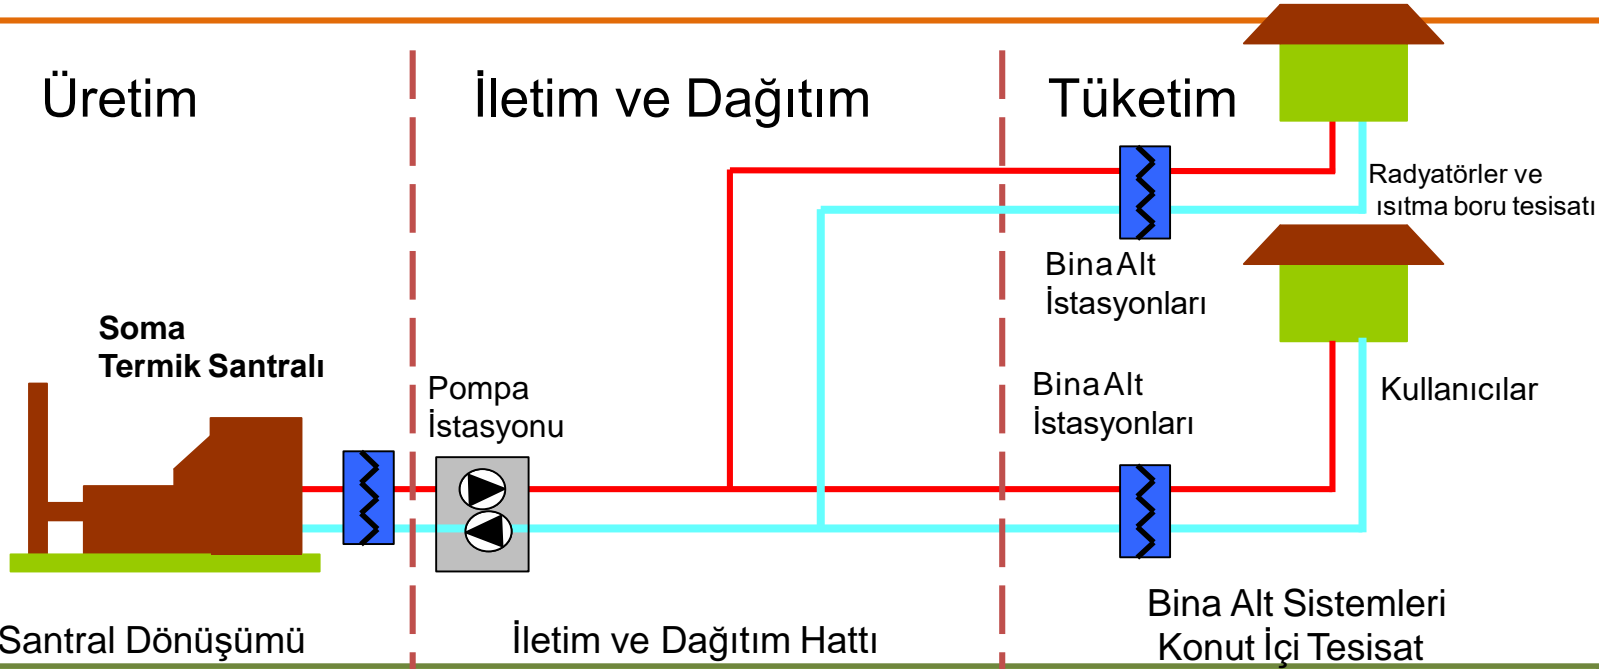 Üretim
İletim ve Dağıtım
Tüketim
Radyatörler ve
ısıtma boru tesisatı
Bina Alt
İstasyonları
Soma
Termik Santralı
Pompa
İstasyonu
Bina Alt
İstasyonları
Kullanıcılar
Santral Dönüşümü
İletim ve Dağıtım Hattı
Bina Alt Sistemleri
Konut İçi Tesisat